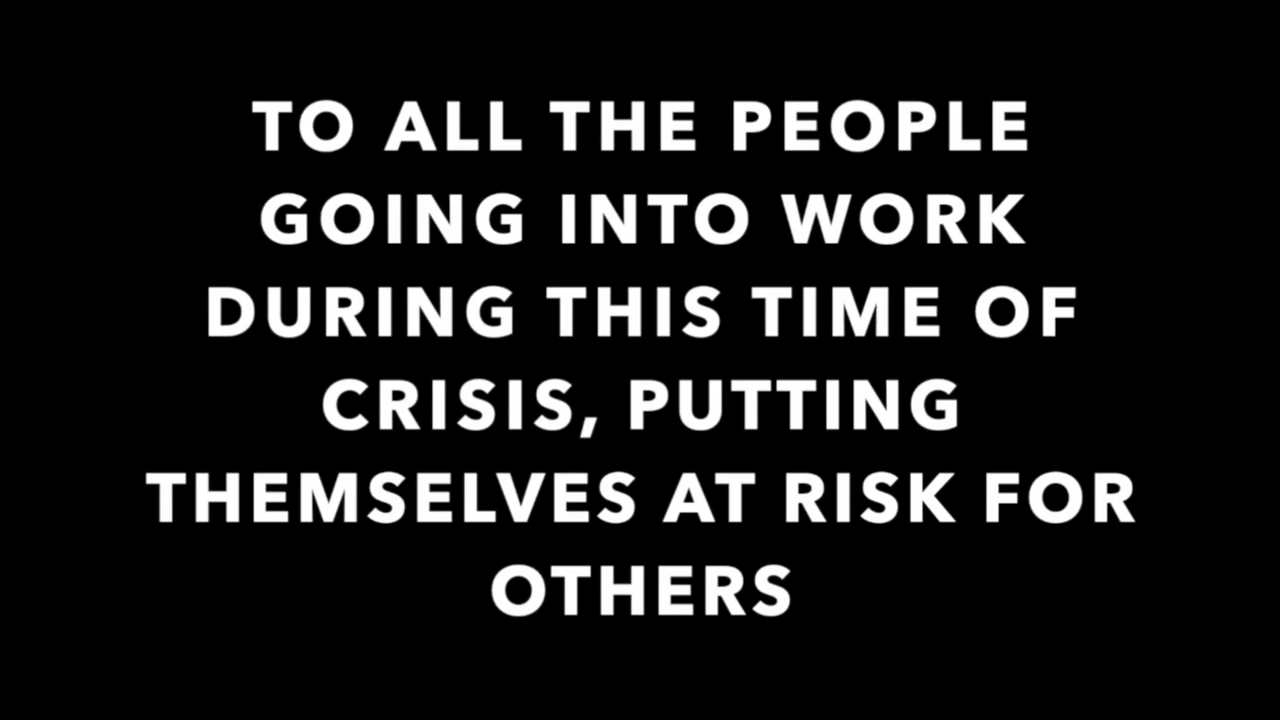 TO ALL THE PEOPLE
GOING INTO WORK
DURING THIS TIME OF
CRISIS, PUTTING
THEMSELVES AT RISK FOR
OTHERS